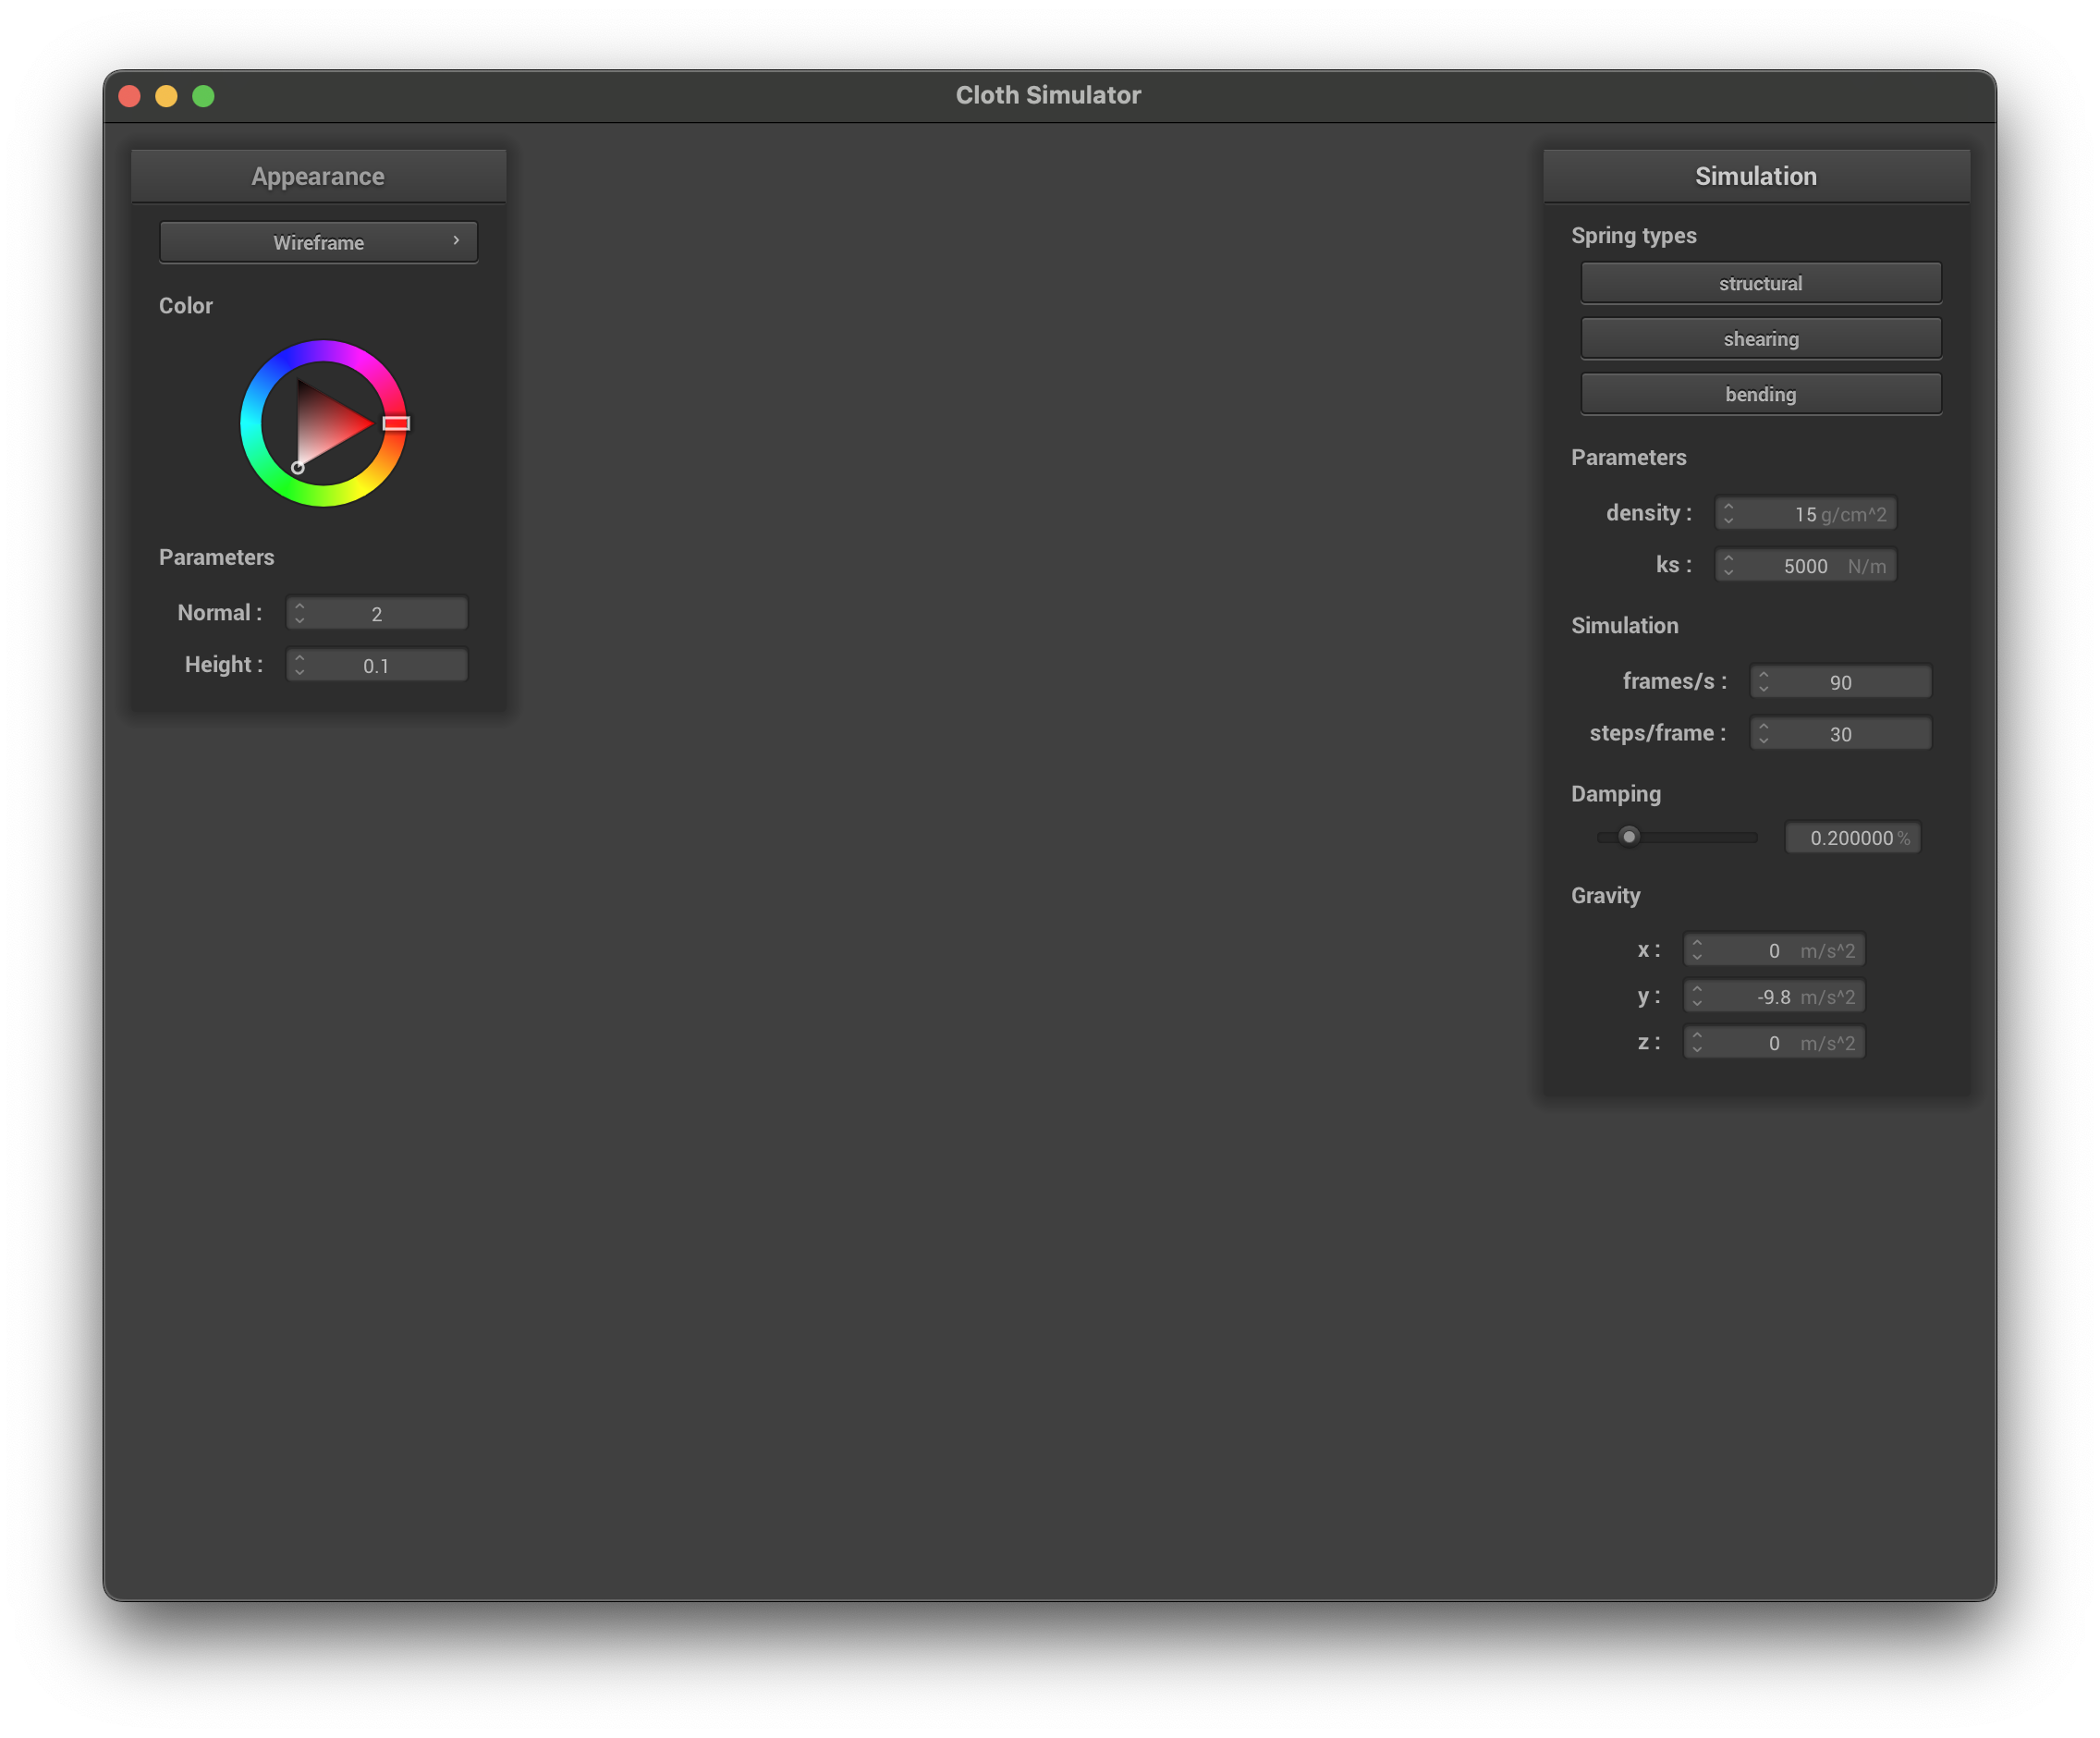 Cloth Simulator
Appearance
Wireframe
Color
Parameters
Normal : 2
Height : 0.1
Simulation
Spring types
structural
shearing
bending
Parameters
density : 15 g/cm^2
ks : 5000 N/m
Simulation
frames/s : 90
steps/frame : 30
Damping
0.200000 %
Gravity
x : 0 m/s^2
y : -9.8 m/s^2
z : 0 m/s^2